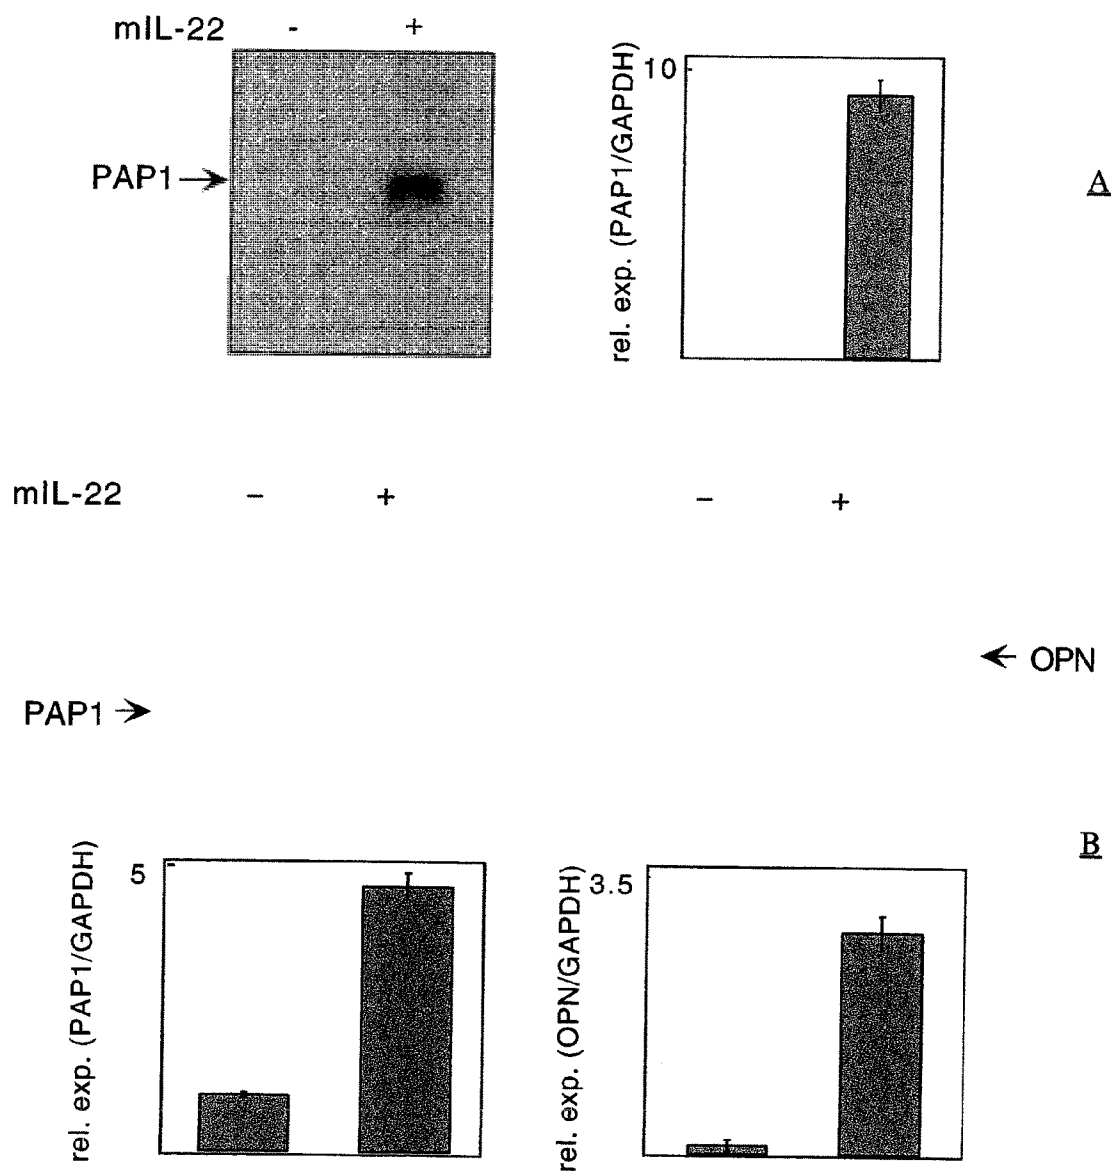 mIL-22 - +
PAP1
10
rel. exp. (PAP1/GAPDH)
A
mIL-22 – +
– +
OPN
PAP1
B
5
rel. exp. (PAP1/GAPDH)
3.5
rel. exp. (OPN/GAPDH)